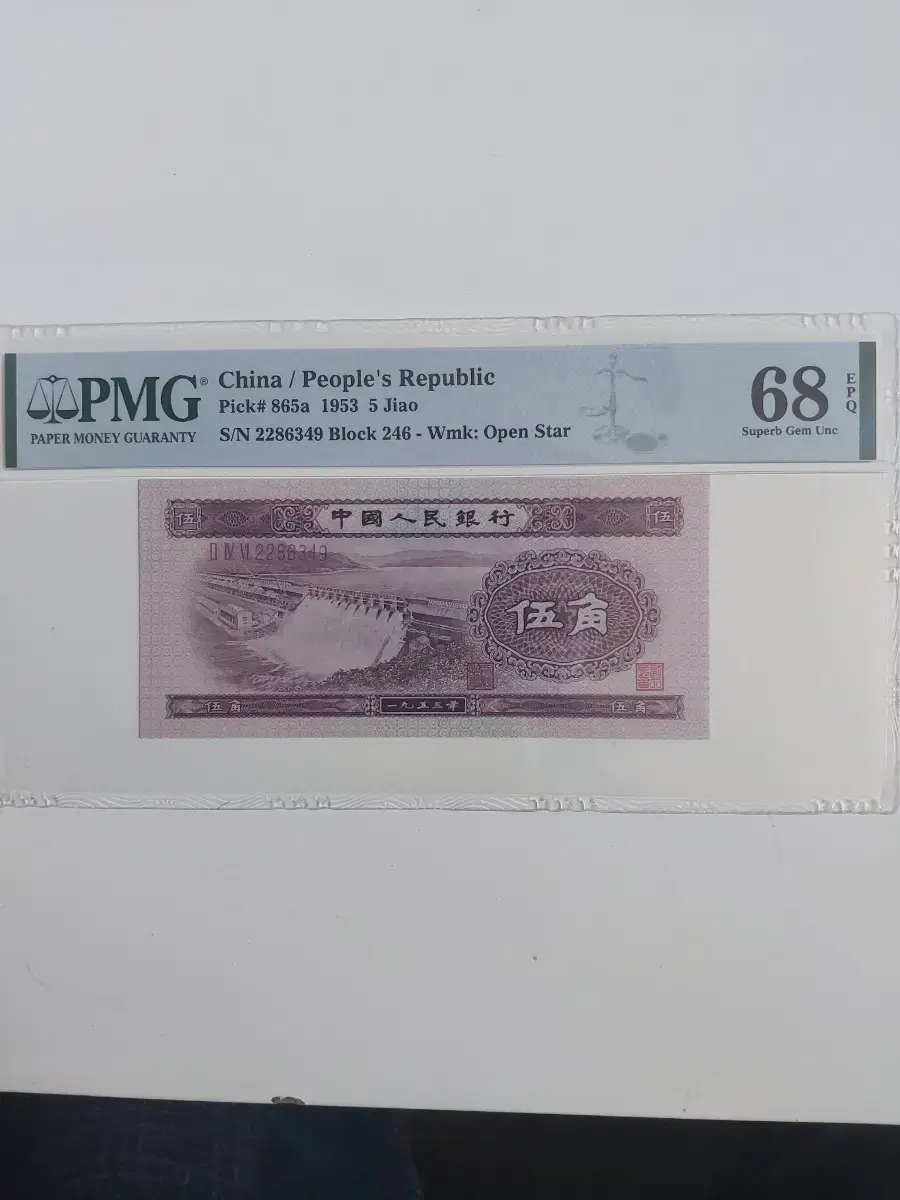 PMG®
PAPER MONEY GUARANTY
China / People's Republic
Pick# 865a 1953 5 Jiao
S/N 2286349 Block 246 - Wmk: Open Star
68
EPQ
Superb Gem Unc
伍 中國人民銀行 伍
II IV VI 2286349
伍角
伍角 一九五三年 伍角